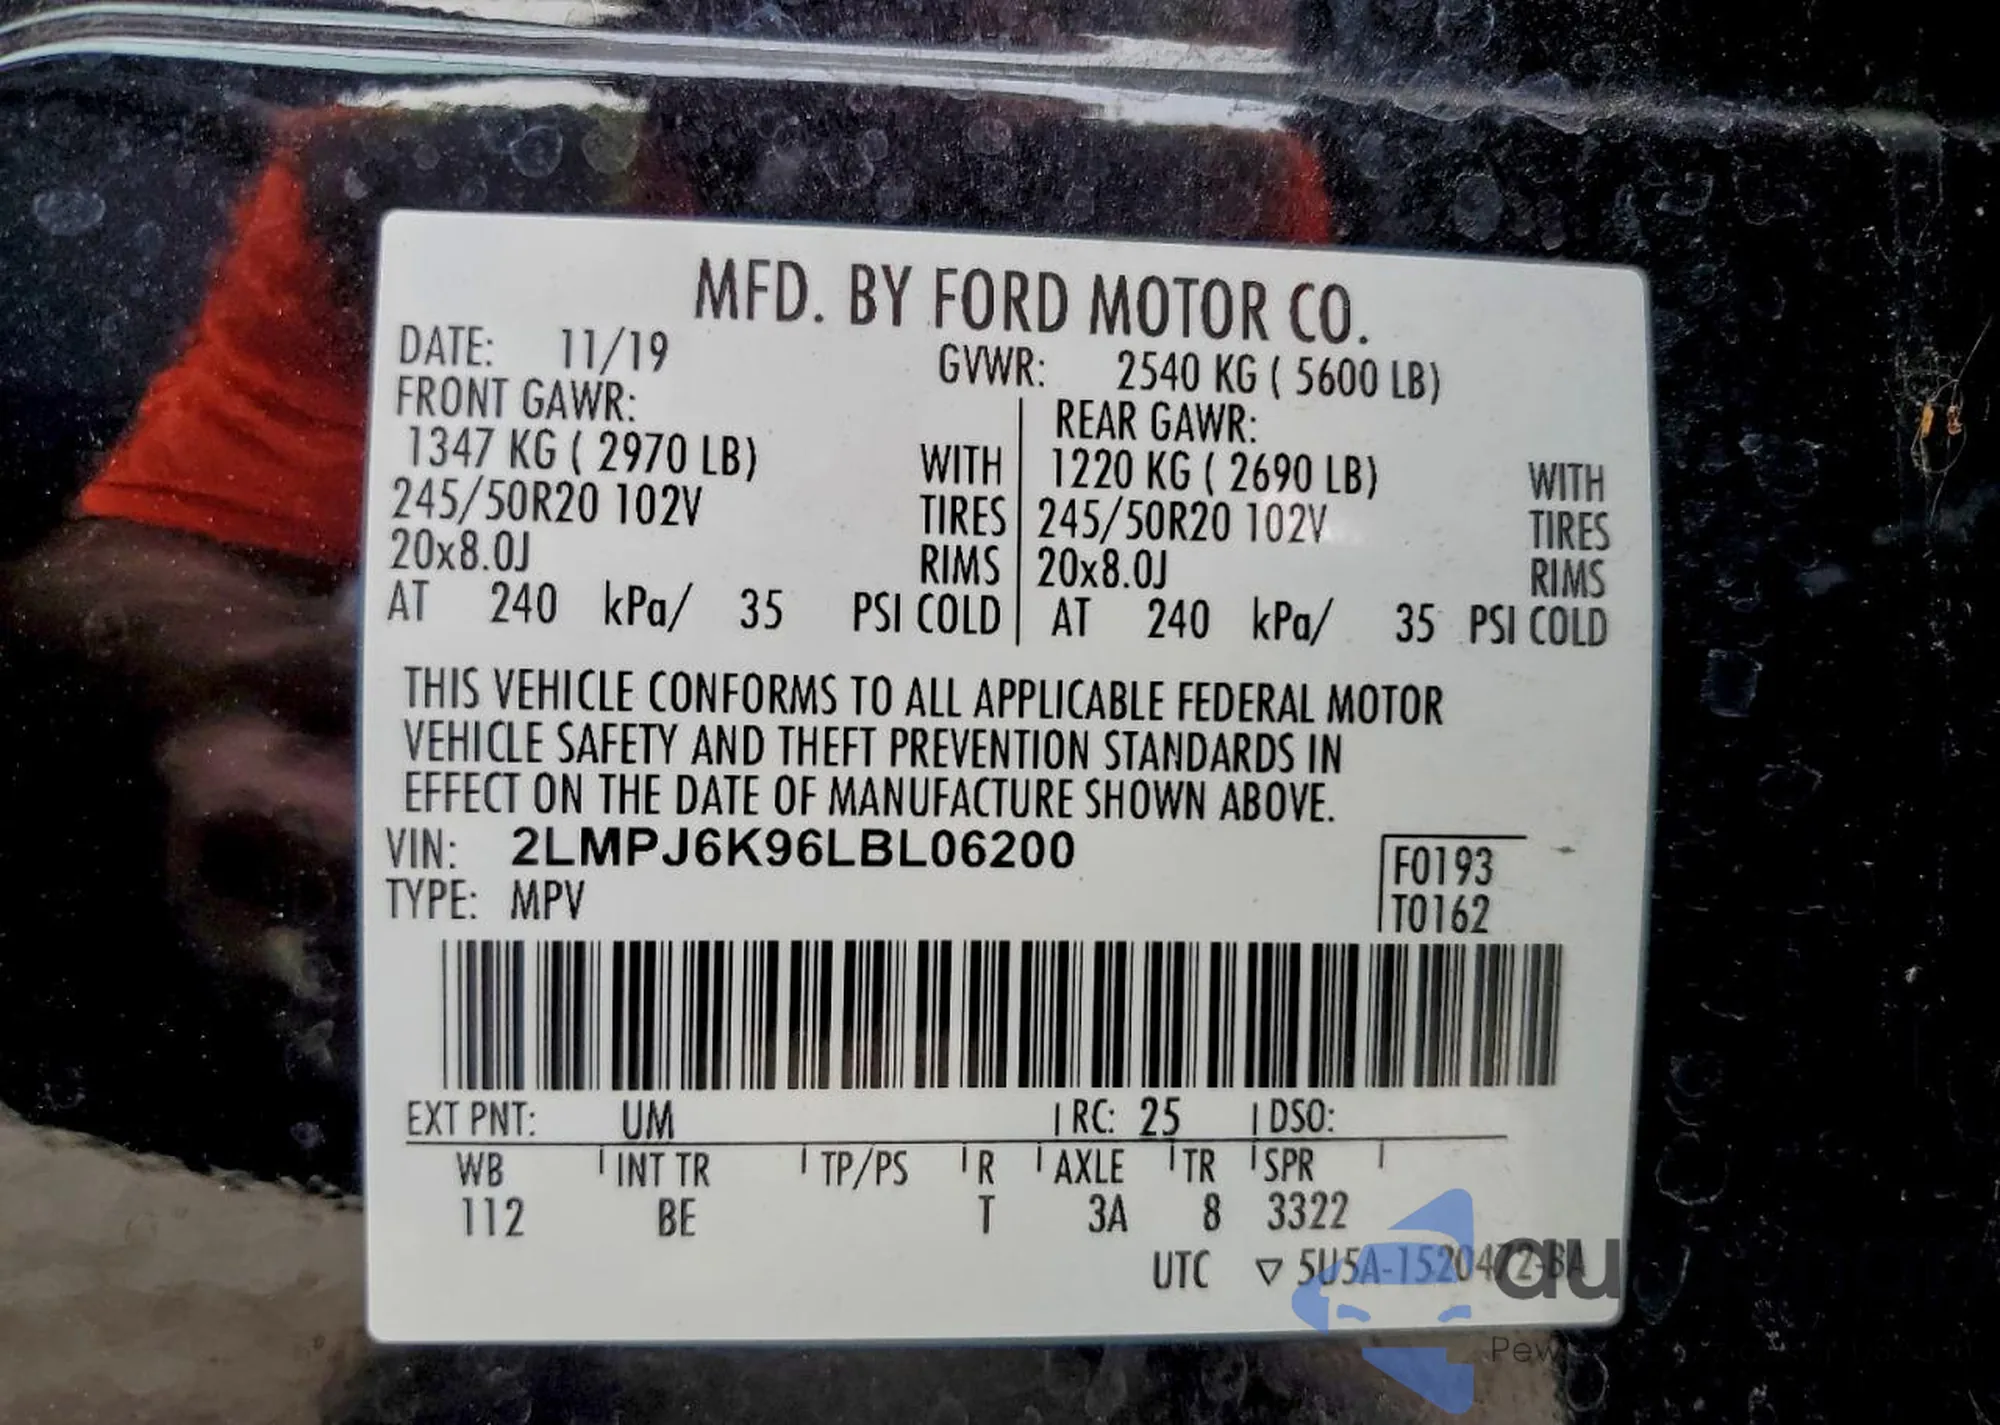 MFD. BY FORD MOTOR CO.
DATE: 11/19 GVWR: 2540 KG ( 5600 LB)
FRONT GAWR: REAR GAWR:
1347 KG ( 2970 LB) WITH 1220 KG ( 2690 LB) WITH
245/50R20 102V TIRES 245/50R20 102V TIRES
20x8.0J RIMS 20x8.0J RIMS
AT 240 kPa/ 35 PSI COLD AT 240 kPa/ 35 PSI COLD
THIS VEHICLE CONFORMS TO ALL APPLICABLE FEDERAL MOTOR
VEHICLE SAFETY AND THEFT PREVENTION STANDARDS IN
EFFECT ON THE DATE OF MANUFACTURE SHOWN ABOVE.
VIN: 2LMPJ6K96LBL06200 F0193
TYPE: MPV T0162
EXT PNT: UM RC: 25 DSO:
WB INT TR TP/PS R AXLE TR SPR
112 BE T 3A 8 3322
UTC ▽ 5U5A-1520472-BA
au